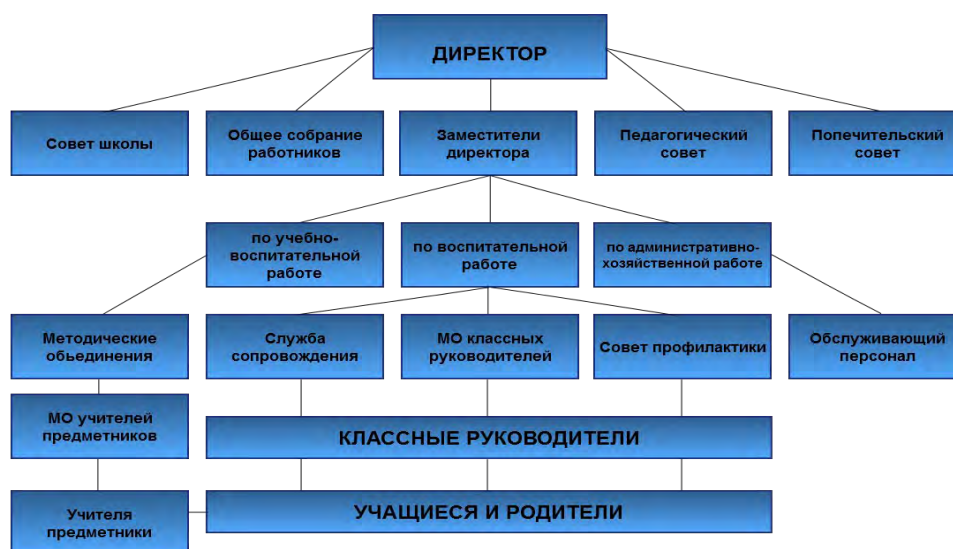 ДИРЕКТОР
Совет школы
Общее собрание
работников
Заместители
директора
Педагогический
совет
Попечительский
совет
по учебно-
воспитательной
работе
по воспитательной
работе
по административно-
хозяйственной работе
Методические
обьединения
Служба
сопровождения
МО классных
руководителей
Совет профилактики
Обслуживающий
персонал
МО учителей
предметников
КЛАССНЫЕ РУКОВОДИТЕЛИ
Учителя
предметники
УЧАЩИЕСЯ И РОДИТЕЛИ